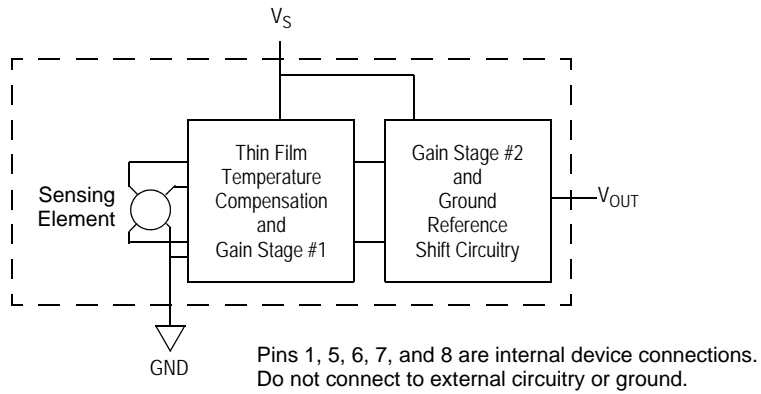 VS
Thin Film
Temperature
Compensation
and
Gain Stage #1
Gain Stage #2
and
Ground
Reference
Shift Circuitry
Sensing
Element
VOUT
GND
Pins 1, 5, 6, 7, and 8 are internal device connections.
Do not connect to external circuitry or ground.